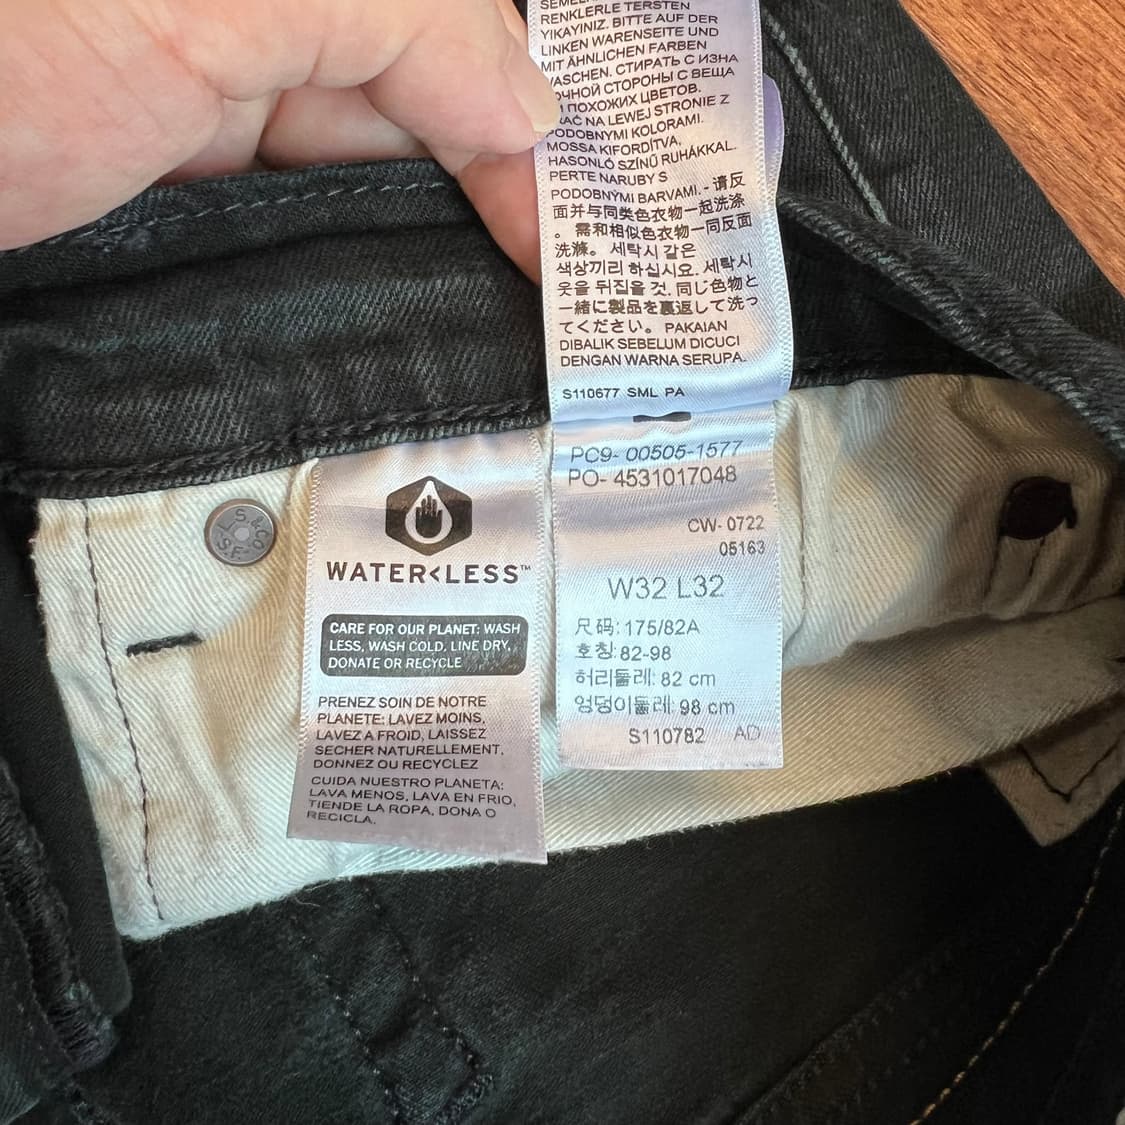 RENKLERLE TERSTEN
YIKAYINIZ. BITTE AUF DER
LINKEN WARENSEITE UND
MIT ÄHNLICHEN FARBEN
WASCHEN. СТИРАТЬ С ИЗНА
ОЧНОЙ СТОРОНЫ С ВЕЩА
ПОХОЖИХ ЦВЕТОВ.
NA LEWEJ STRONIE Z
PODOBNYMI KOLORAMI.
MOSSA KIFORDÍTVA,
HASONLÓ SZÍNŰ RUHÁKKAL.
PERTE NARUBY S
PODOBNÝMI BARVAMI. - 请反
面并与同类色衣物一起洗涤
。 需和相似色衣物一同反面
洗滌。 세탁시 같은
색상끼리 하십시요. 세탁시
옷을 뒤집을 것. 同じ色物と
一緒に製品を裏返して洗っ
てください。 PAKAIAN
DIBALIK SEBELUM DICUCI
DENGAN WARNA SERUPA.
S110677 SML PA
PC9- 00505-1577
PO- 4531017048
CW- 0722
05163
W32 L32
尺码: 175/82A
호칭: 82-98
허리둘레: 82 cm
엉덩이둘레: 98 cm
S110782 AD
L.S.&CO
S.F.
WATER<LESS™
CARE FOR OUR PLANET: WASH
LESS, WASH COLD, LINE DRY,
DONATE OR RECYCLE
PRENEZ SOIN DE NOTRE
PLANETE: LAVEZ MOINS,
LAVEZ A FROID, LAISSEZ
SECHER NATURELLEMENT,
DONNEZ OU RECYCLEZ
CUIDA NUESTRO PLANETA:
LAVA MENOS, LAVA EN FRIO,
TIENDE LA ROPA, DONA O
RECICLA.